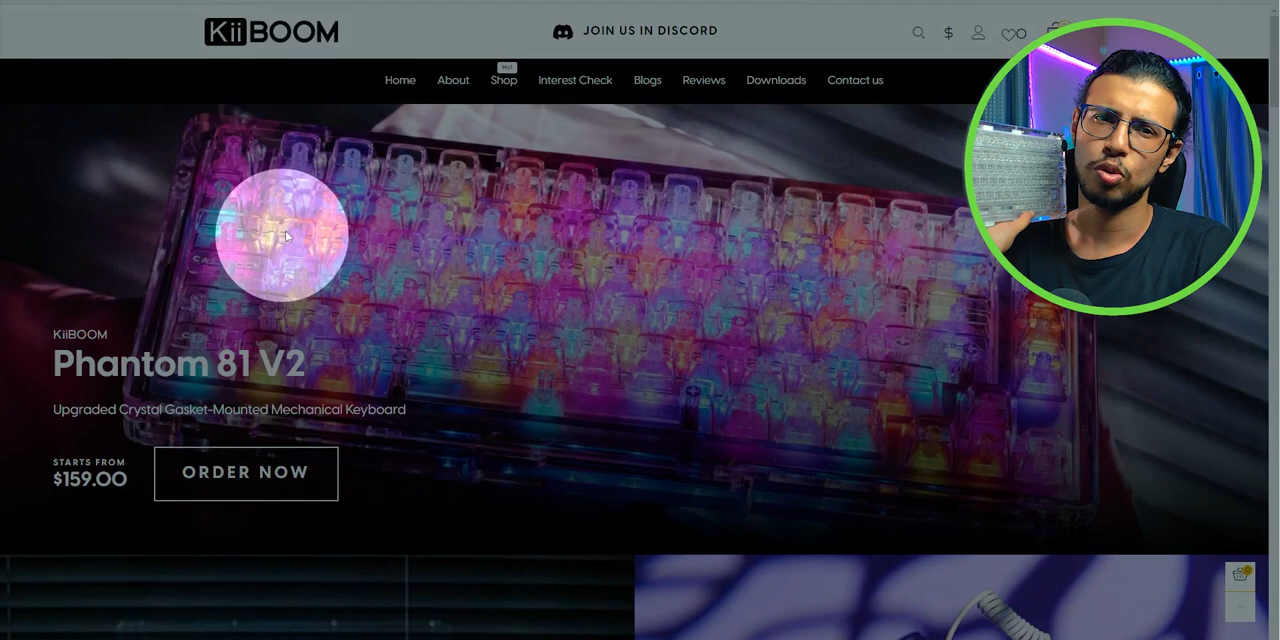 KiiBOOM
JOIN US IN DISCORD
$
0
Home About Shop Interest Check Blogs Reviews Downloads Contact us
Hot
KiiBOOM
Phantom 81 V2
Upgraded Crystal Gasket-Mounted Mechanical Keyboard
STARTS FROM
$159.00
ORDER NOW